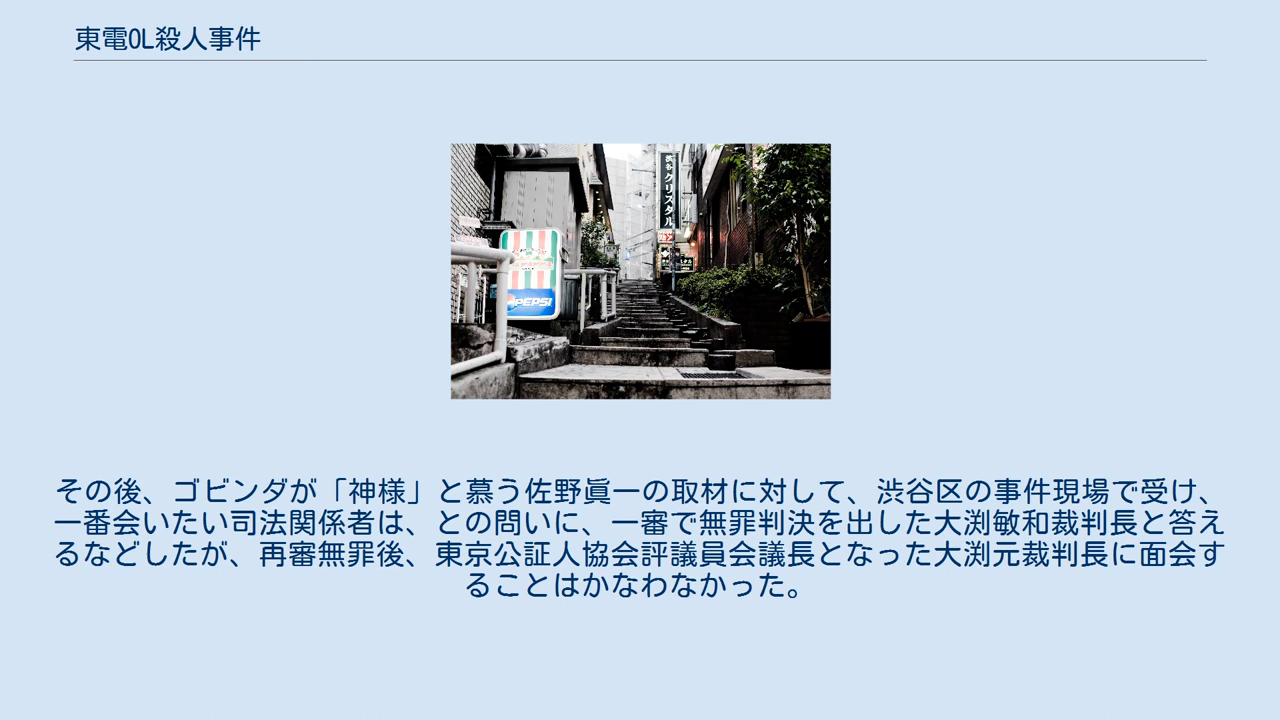 東電OL殺人事件
渋谷クリスタル
PEPSI
その後、ゴビンダが「神様」と慕う佐野眞一の取材に対して、渋谷区の事件現場で受け、
一番会いたい司法関係者は、との問いに、一審で無罪判決を出した大渕敏和裁判長と答え
るなどしたが、再審無罪後、東京公証人協会評議員会議長となった大渕元裁判長に面会す
ることはかなわなかった。